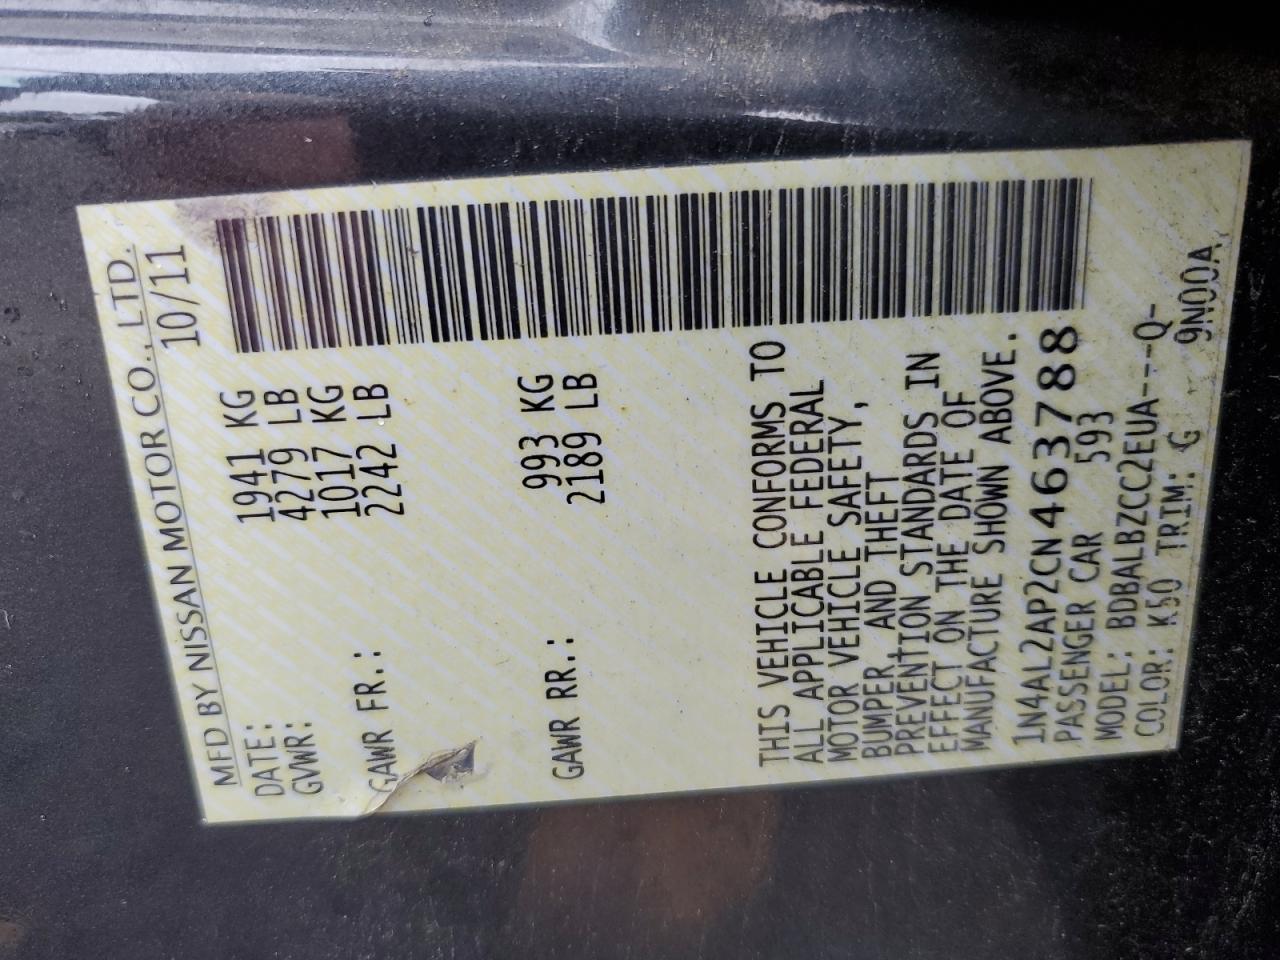 MFD BY NISSAN MOTOR CO., LTD.
DATE: 10/11
GVWR: 1941 KG
4279 LB
GAWR FR.: 1017 KG
2242 LB
GAWR RR.: 993 KG
2189 LB
THIS VEHICLE CONFORMS TO
ALL APPLICABLE FEDERAL
MOTOR VEHICLE SAFETY,
BUMPER, AND THEFT
PREVENTION STANDARDS IN
EFFECT ON THE DATE OF
MANUFACTURE SHOWN ABOVE.
1N4AL2AP2CN463788
PASSENGER CAR 593
MODEL: BDBALBZCC2EUA---Q-
COLOR: K50 TRIM: G 9N00A